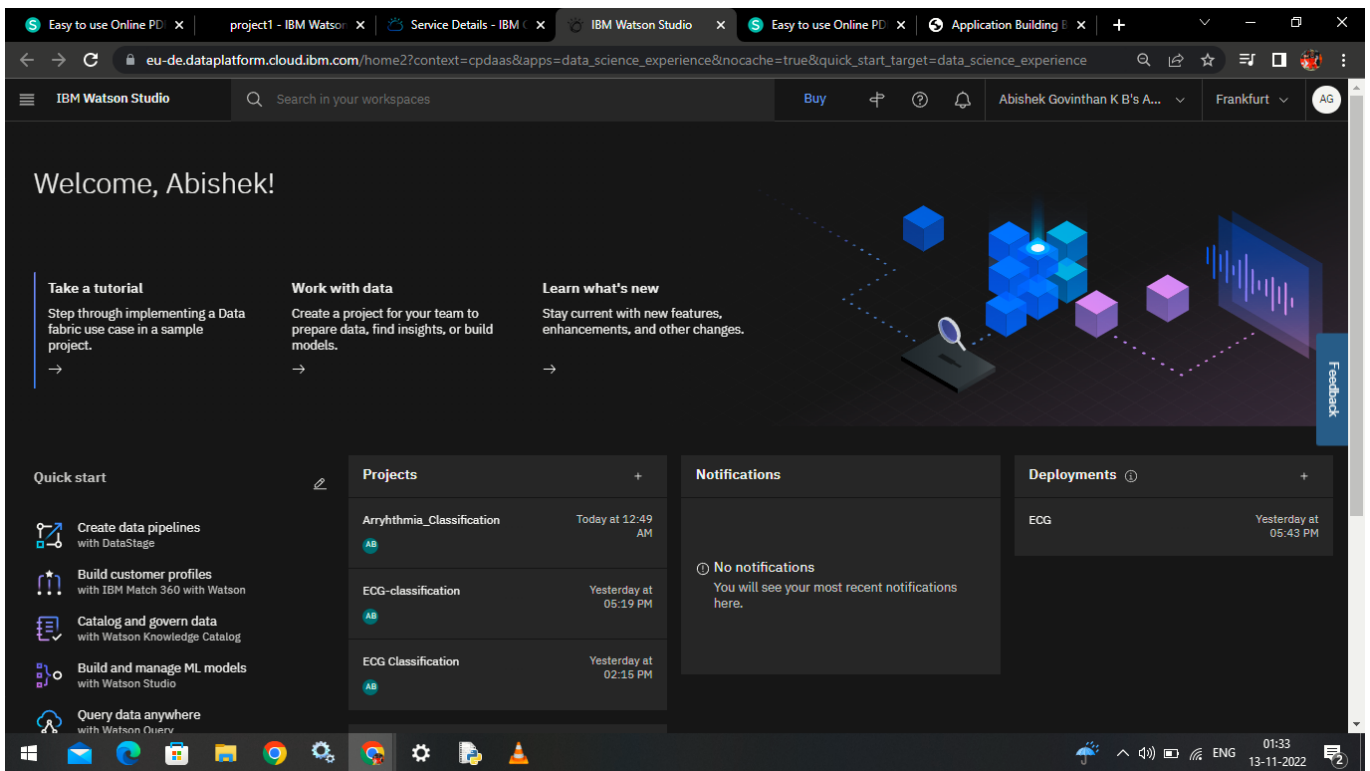 Easy to use Online PD
project1 - IBM Watson
Service Details - IBM C
IBM Watson Studio
Easy to use Online PD
Application Building B
eu-de.dataplatform.cloud.ibm.com/home2?context=cpdaas&apps=data_science_experience&nocache=true&quick_start_target=data_science_experience
IBM Watson Studio
Search in your workspaces
Buy
Abishek Govinthan K B's A...
Frankfurt
AG
Welcome, Abishek!
Take a tutorial
Step through implementing a Data
fabric use case in a sample
project.
Work with data
Create a project for your team to
prepare data, find insights, or build
models.
Learn what's new
Stay current with new features,
enhancements, and other changes.
Feedback
Quick start
Create data pipelines
with DataStage
Build customer profiles
with IBM Match 360 with Watson
Catalog and govern data
with Watson Knowledge Catalog
Build and manage ML models
with Watson Studio
Query data anywhere
with Watson Query
Projects
Arryhthmia_Classification
Today at 12:49
AM
AB
ECG-classification
Yesterday at
05:19 PM
AB
ECG Classification
Yesterday at
02:15 PM
AB
Notifications
No notifications
You will see your most recent notifications
here.
Deployments
ECG
Yesterday at
05:43 PM
ENG
01:33
13-11-2022
2